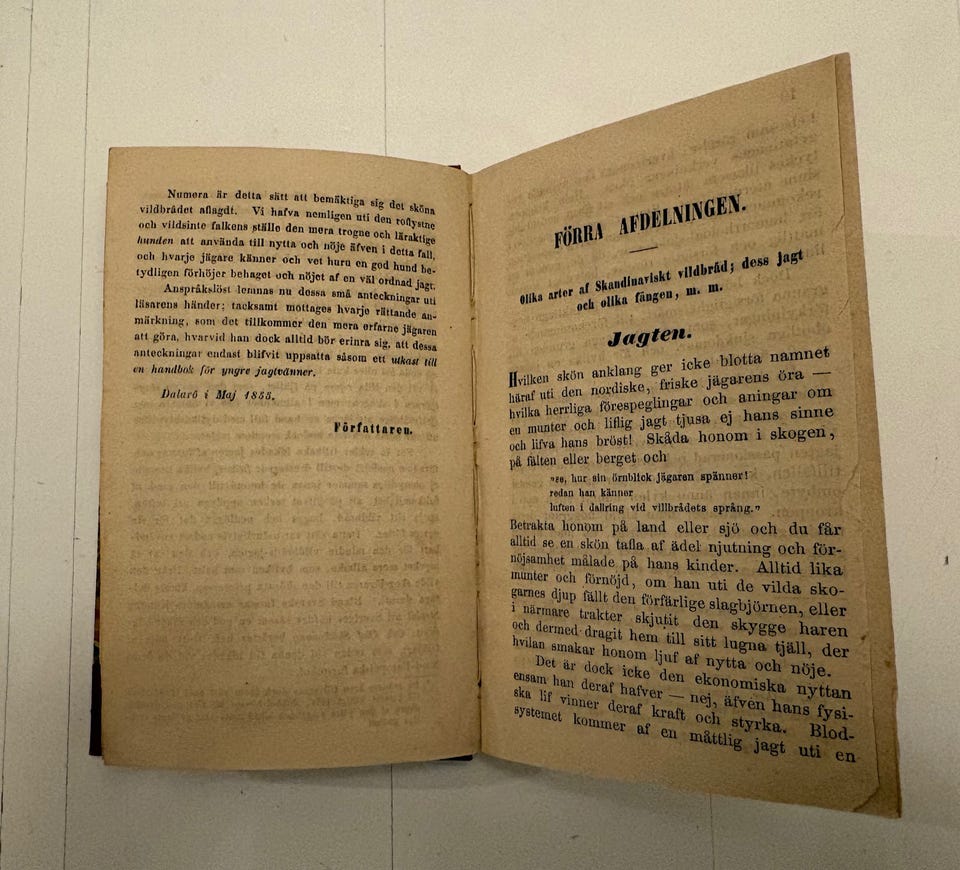 Numera är detta sätt att bemäktiga sig det sköna
vildbrådet aflagdt. Vi hafva nemligen uti den roflystne
och vildsinte falkens ställe den mera trogne och läraktige
hunden att använda till nytta och nöje äfven i detta fall,
och hvarje jägare känner och vet huru en god hund be-
tydligen förhöjer behaget och nöjet af en väl ordnad jagt.
Anspråkslöst lemnas nu dessa små anteckningar uti
läsarens händer; tacksamt mottages hvarje rättande an-
märkning, som det tillkommer den mera erfarne jägaren
att göra, hvarvid han dock alltid bör erinra sig, att dessa
anteckningar endast blifvit uppsatta såsom ett utkast till
en handbok för yngre jagtvänner.
Dalarö i Maj 1855.
Författaren.
FÖRRA AFDELNINGEN.
Olika arter af Skandinaviskt vildbråd; dess jagt
och olika fången, m. m.
Jagten.
Hvilken skön anklang ger icke blotta namnet
häraf uti den nordiske, friske jägarens öra —
hvilka herrliga förespeglingar och aningar om
en munter och liflig jagt tjusa ej hans sinne
och lifva hans bröst! Skåda honom i skogen,
på fälten eller berget och
»se, hur sin örnblick jägaren spänner!
redan han känner
luften i dallring vid villbrådets språng.»
Betrakta honom på land eller sjö och du får
alltid se en skön tafla af ädel njutning och för-
nöjsamhet målade på hans kinder. Alltid lika
munter och förnöjd, om han uti de vilda sko-
garnes djup fällt den förfärlige slagbjörnen, eller
i närmare trakter skjutit den skygge haren
och dermed dragit hem till sitt lugna tjäll, der
hvilan smakar honom ljuf af nytta och nöje.
Det är dock icke den ekonomiska nyttan
ensam han deraf hafver — nej, äfven hans fysi-
ska lif vinner deraf kraft och styrka. Blod-
systemet kommer af en måttlig jagt uti en